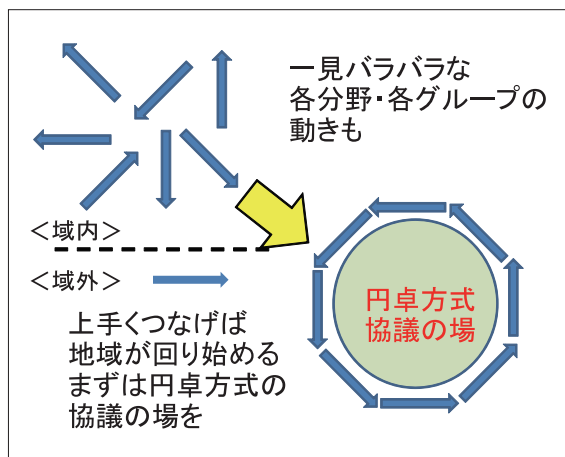 一見バラバラな
各分野・各グループの
動きも
<域内>
<域外>
上手くつなげば
地域が回り始める
まずは円卓方式の
協議の場を
円卓方式
協議の場